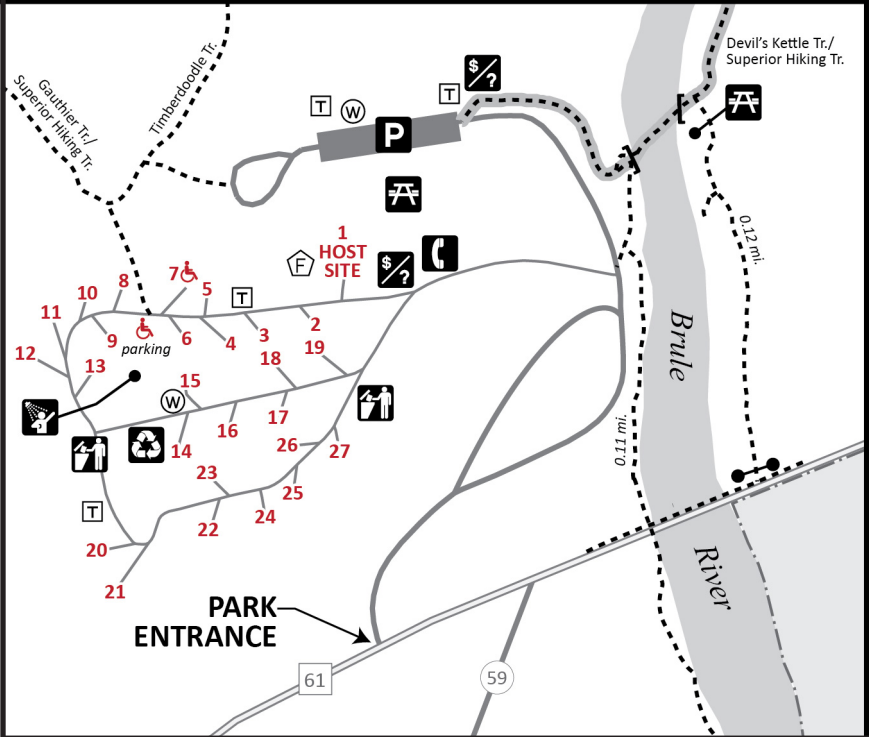 Devil's Kettle Tr./
Superior Hiking Tr.
Gauthier Tr./
Superior Hiking Tr.
Timberdoodle Tr.
T
W
T
$/?
P
0.12 mi.
1
HOST
SITE
F
$/?
7
5
8
10
T
11
9
6
4
3
2
parking
12
13
18
19
15
W
17
16
14
26
27
23
25
T
22
24
20
21
Brule
River
0.11 mi.
PARK
ENTRANCE
61
59